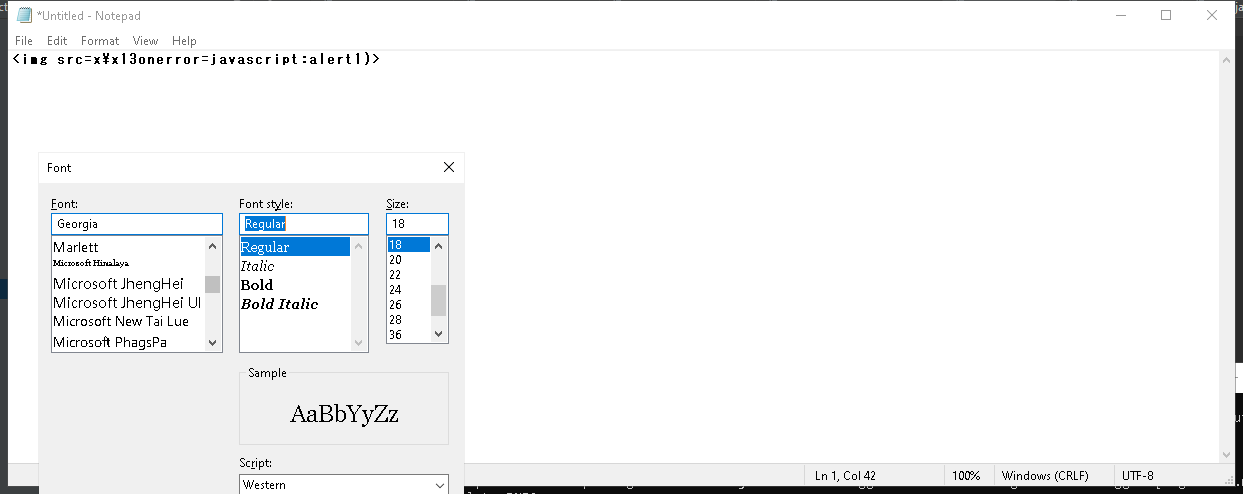 *Untitled - Notepad
File Edit Format View Help
<img src=x¥x13onerror=javascript:alert1)>
Font
Font: Font style: Size:
Georgia Regular 18
Marlett Regular 18
Microsoft Himalaya Italic 20
Microsoft JhengHei Bold 22
Microsoft JhengHei UI Bold Italic 24
Microsoft New Tai Lue 26
Microsoft PhagsPa 28
36
Sample
AaBbYyZz
Script:
Western
Ln 1, Col 42 100% Windows (CRLF) UTF-8